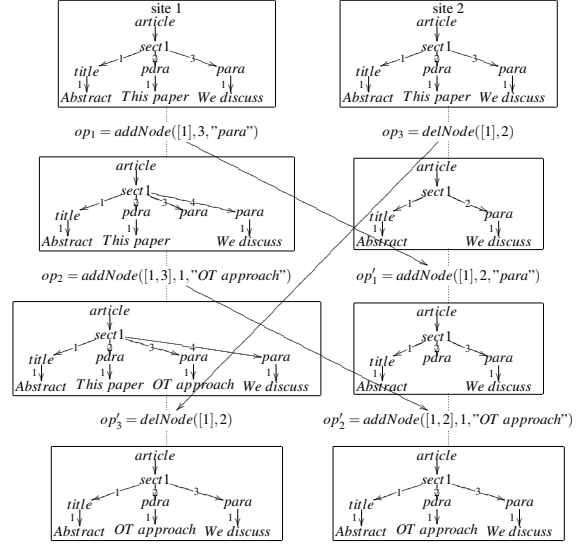 site 1
article
sect1
1 2 3
title para para
1 1 1
Abstract This paper We discuss
site 2
article
sect1
1 2 3
title para para
1 1 1
Abstract This paper We discuss
op1 = addNode([1],3,"para")
op3 = delNode([1],2)
article
sect1
1 2 3 4
title para para para
1 1 1
Abstract This paper We discuss
article
sect1
1 2
title para
1 1
Abstract We discuss
op2 = addNode([1,3],1,"OT approach")
op′1 = addNode([1],2,"para")
article
sect1
1 2 3 4
title para para para
1 1 1 1
Abstract This paper OT approach We discuss
article
sect1
1 2 3
title para para
1 1
Abstract We discuss
op′3 = delNode([1],2)
op′2 = addNode([1,2],1,"OT approach")
article
sect1
1 2 3
title para para
1 1 1
Abstract OT approach We discuss
article
sect1
1 2 3
title para para
1 1 1
Abstract OT approach We discuss